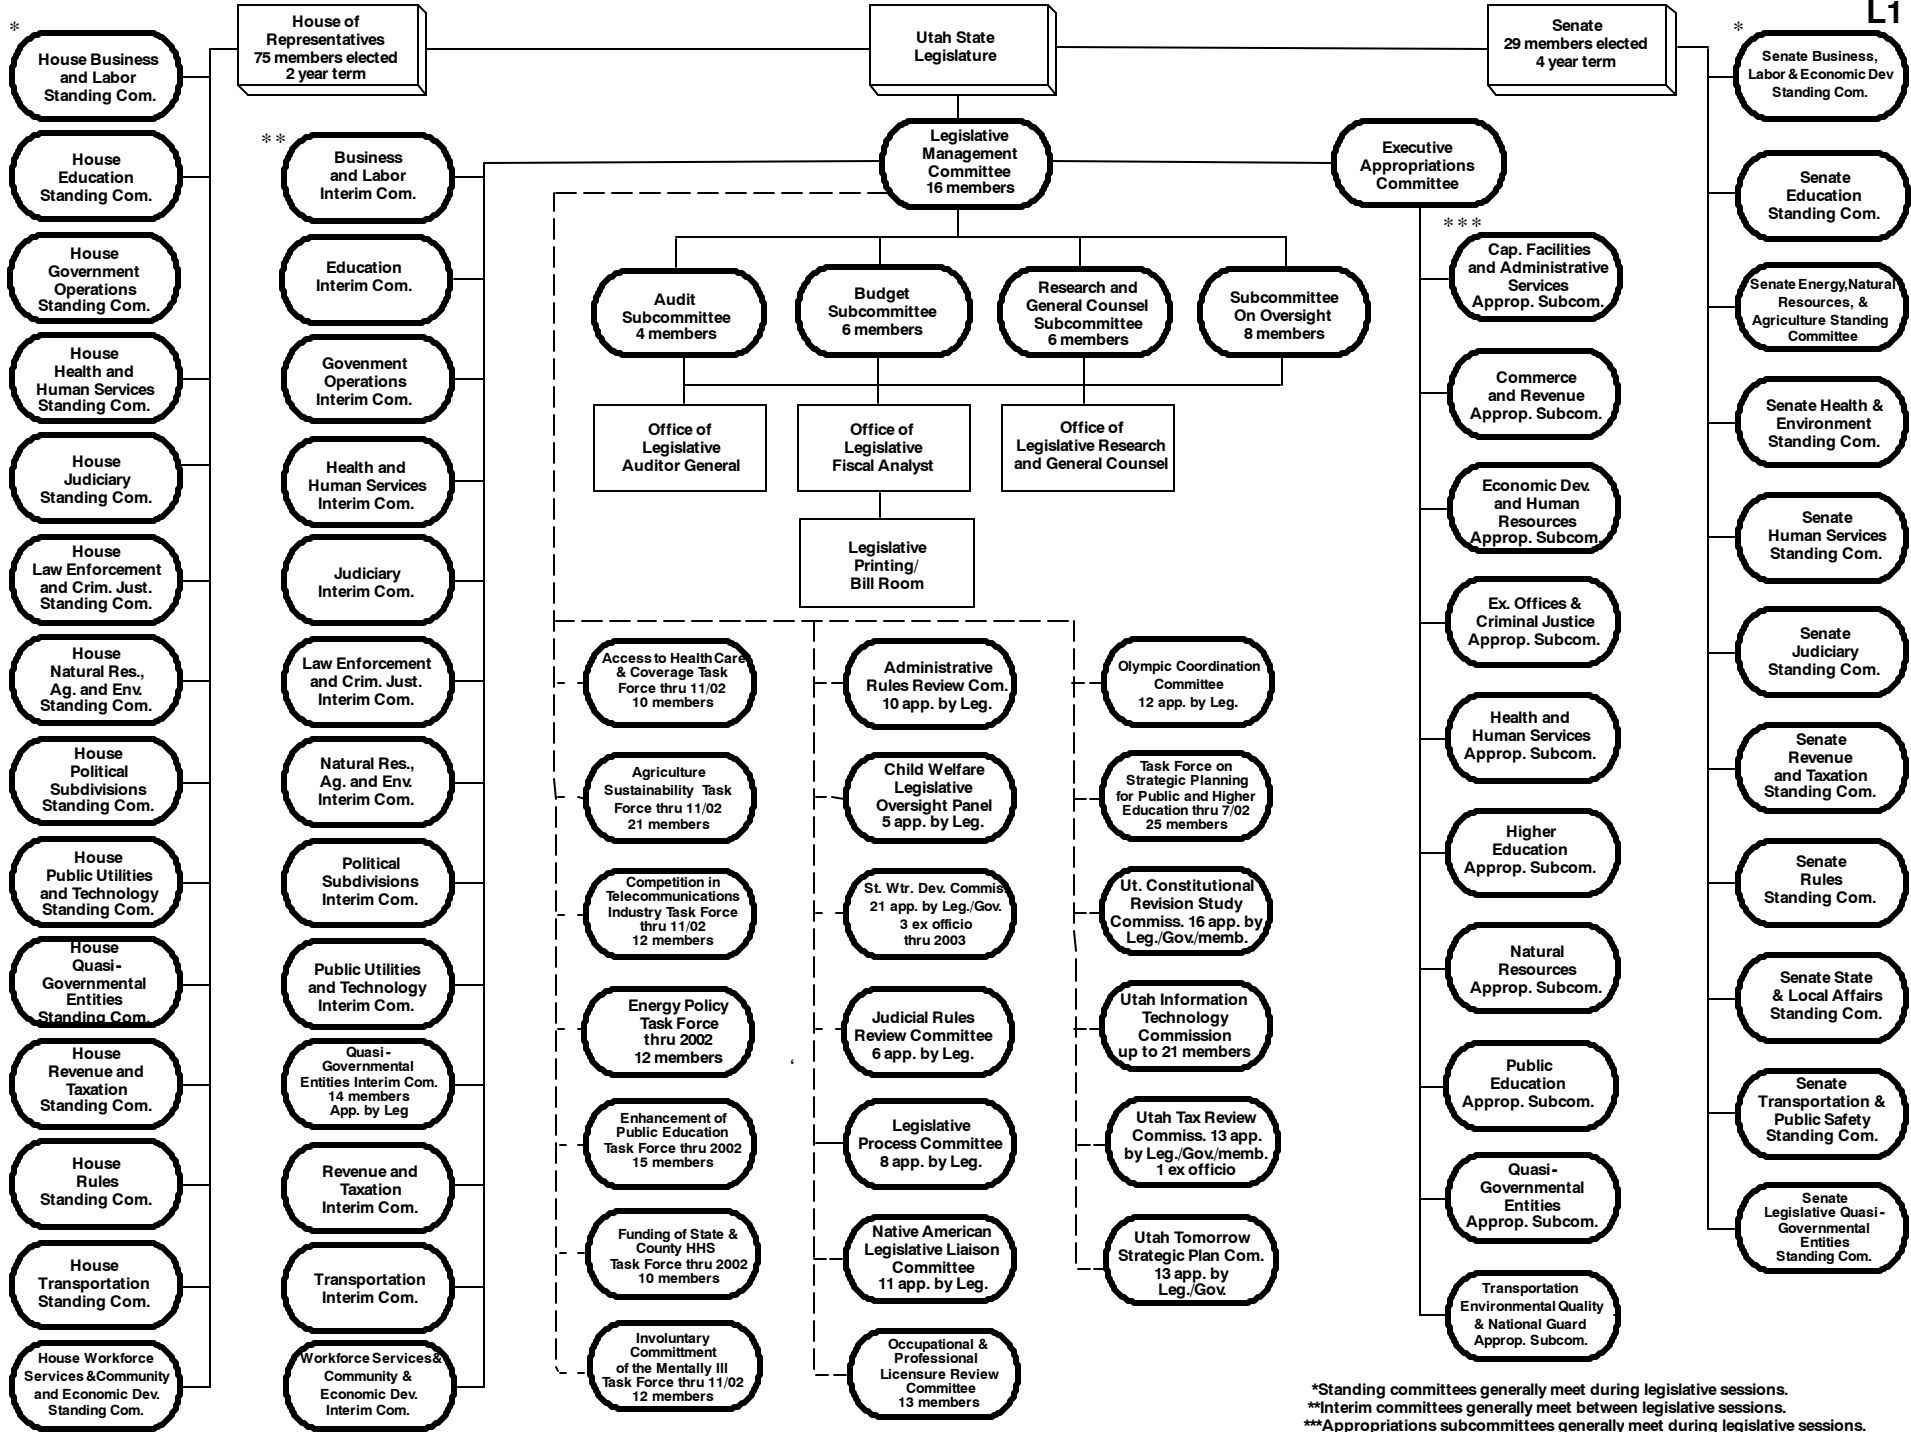 L1
House of
Representatives
75 members elected
2 year term
Utah State
Legislature
Senate
29 members elected
4 year term
*
House Business
and Labor
Standing Com.
House
Education
Standing Com.
House
Government
Operations
Standing Com.
House
Health and
Human Services
Standing Com.
House
Judiciary
Standing Com.
House
Law Enforcement
and Crim. Just.
Standing Com.
House
Natural Res.,
Ag. and Env.
Standing Com.
House
Political
Subdivisions
Standing Com.
House
Public Utilities
and Technology
Standing Com.
House
Quasi-
Governmental
Entities
Standing Com.
House
Revenue and
Taxation
Standing Com.
House
Rules
Standing Com.
House
Transportation
Standing Com.
House Workforce
Services &Community
and Economic Dev.
Standing Com.
**
Business
and Labor
Interim Com.
Education
Interim Com.
Govenment
Operations
Interim Com.
Health and
Human Services
Interim Com.
Judiciary
Interim Com.
Law Enforcement
and Crim. Just.
Interim Com.
Natural Res.,
Ag. and Env.
Interim Com.
Political
Subdivisions
Interim Com.
Public Utilities
and Technology
Interim Com.
Quasi-
Governmental
Entities Interim Com.
14 members
App. by Leg
Revenue and
Taxation
Interim Com.
Transportation
Interim Com.
Workforce Services&
Community &
Economic Dev.
Interim Com.
Legislative
Management
Committee
16 members
Executive
Appropriations
Committee
Audit
Subcommittee
4 members
Budget
Subcommittee
6 members
Research and
General Counsel
Subcommittee
6 members
Subcommittee
On Oversight
8 members
Office of
Legislative
Auditor General
Office of
Legislative
Fiscal Analyst
Office of
Legislative Research
and General Counsel
Legislative
Printing/
Bill Room
Access to Health Care
& Coverage Task
Force thru 11/02
10 members
Agriculture
Sustainability Task
Force thru 11/02
21 members
Competition in
Telecommunications
Industry Task Force
thru 11/02
12 members
Energy Policy
Task Force
thru 2002
12 members
Enhancement of
Public Education
Task Force thru 2002
15 members
Funding of State &
County HHS
Task Force thru 2002
10 members
Involuntary
Committment
of the Mentally Ill
Task Force thru 11/02
12 members
Administrative
Rules Review Com.
10 app. by Leg.
Child Welfare
Legislative
Oversight Panel
5 app. by Leg.
St. Wtr. Dev. Commis.
21 app. by Leg./Gov.
3 ex officio
thru 2003
Judicial Rules
Review Committee
6 app. by Leg.
Legislative
Process Committee
8 app. by Leg.
Native American
Legislative Liaison
Committee
11 app. by Leg.
Occupational &
Professional
Licensure Review
Committee
13 members
Olympic Coordination
Committee
12 app. by Leg.
Task Force on
Strategic Planning
for Public and Higher
Education thru 7/02
25 members
Ut. Constitutional
Revision Study
Commiss. 16 app. by
Leg./Gov./memb.
Utah Information
Technology
Commission
up to 21 members
Utah Tax Review
Commiss. 13 app.
by Leg./Gov./memb.
1 ex officio
Utah Tomorrow
Strategic Plan Com.
13 app. by
Leg./Gov.
***
Cap. Facilities
and Administrative
Services
Approp. Subcom.
Commerce
and Revenue
Approp. Subcom.
Economic Dev.
and Human
Resources
Approp. Subcom.
Ex. Offices &
Criminal Justice
Approp. Subcom.
Health and
Human Services
Approp. Subcom.
Higher
Education
Approp. Subcom.
Natural
Resources
Approp. Subcom.
Public
Education
Approp. Subcom.
Quasi-
Governmental
Entities
Approp. Subcom.
Transportation
Environmental Quality
& National Guard
Approp. Subcom.
*
Senate Business,
Labor & Economic Dev
Standing Com.
Senate
Education
Standing Com.
Senate Energy,Natural
Resources, &
Agriculture Standing
Committee
Senate Health &
Environment
Standing Com.
Senate
Human Services
Standing Com.
Senate
Judiciary
Standing Com.
Senate
Revenue
and Taxation
Standing Com.
Senate
Rules
Standing Com.
Senate State
& Local Affairs
Standing Com.
Senate
Transportation &
Public Safety
Standing Com.
Senate
Legislative Quasi-
Governmental
Entities
Standing Com.
*Standing committees generally meet during legislative sessions.
**Interim committees generally meet between legislative sessions.
***Appropriations subcommittees generally meet during legislative sessions.